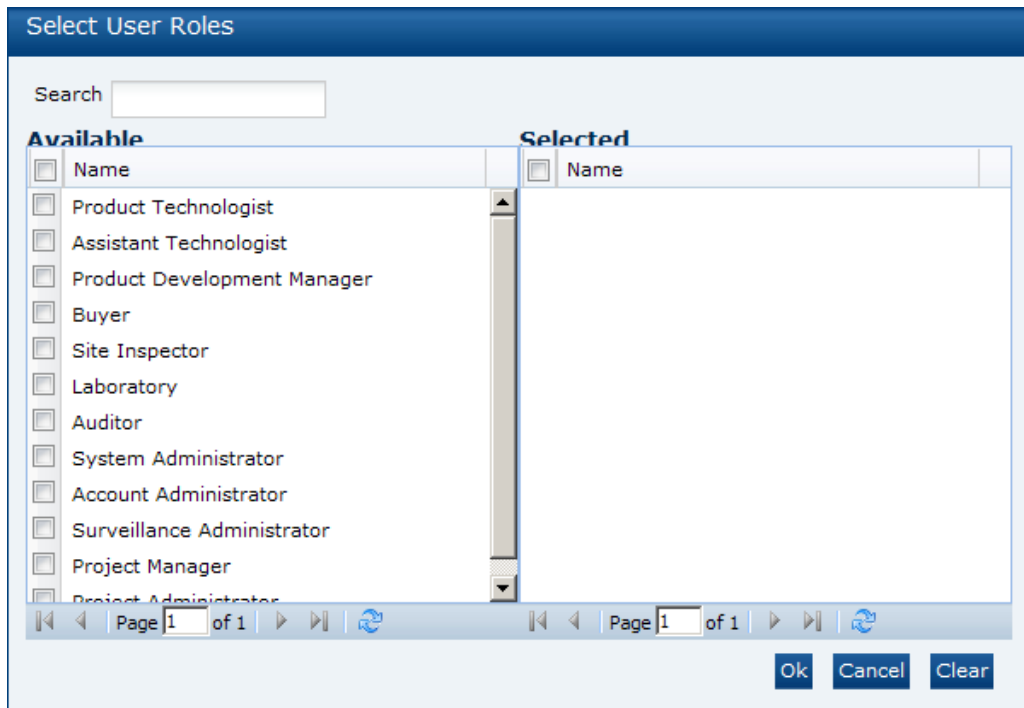 Select User Roles
Search
Available
Selected
Name
Name
Product Technologist
Assistant Technologist
Product Development Manager
Buyer
Site Inspector
Laboratory
Auditor
System Administrator
Account Administrator
Surveillance Administrator
Project Manager
Project Administrator
Page 1 of 1
Page 1 of 1
Ok Cancel Clear